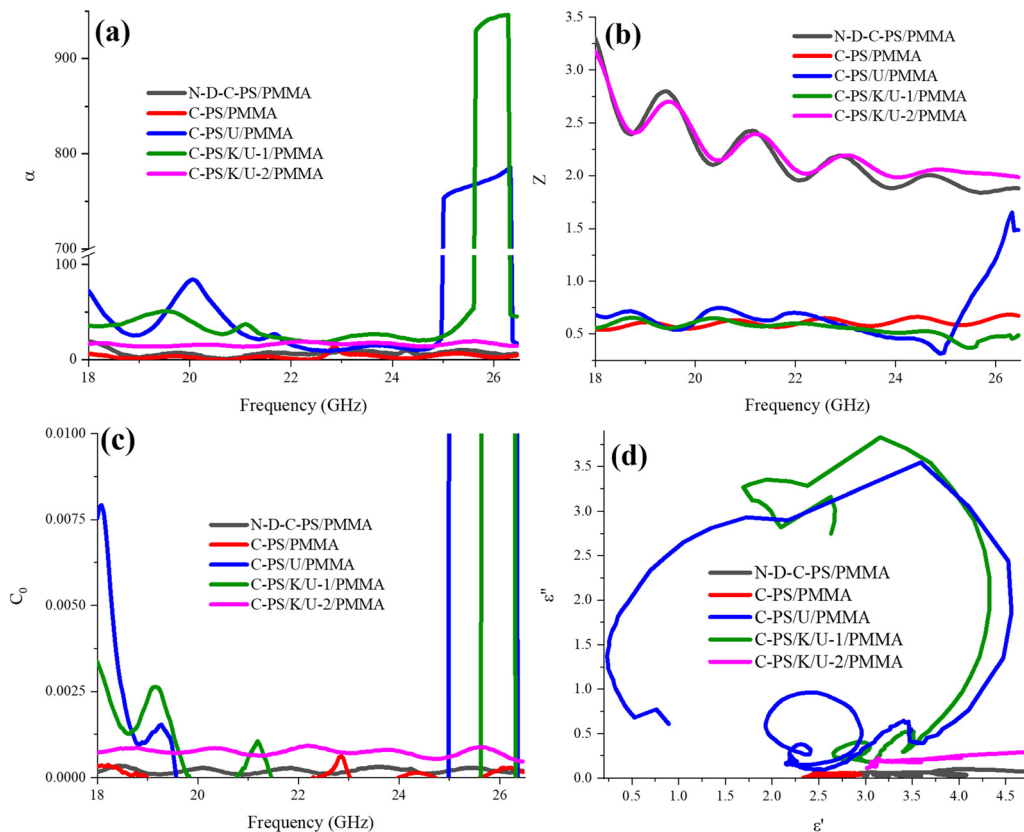 (a)
950
800
700
100
50
0
α
N-D-C-PS/PMMA
C-PS/PMMA
C-PS/U/PMMA
C-PS/K/U-1/PMMA
C-PS/K/U-2/PMMA
18 20 22 24 26
Frequency (GHz)
(b)
3.5
3.0
2.5
2.0
1.5
1.0
0.5
Z
N-D-C-PS/PMMA
C-PS/PMMA
C-PS/U/PMMA
C-PS/K/U-1/PMMA
C-PS/K/U-2/PMMA
18 20 22 24 26
Frequency (GHz)
(c)
0.0100
0.0075
0.0050
0.0025
0.0000
C0
N-D-C-PS/PMMA
C-PS/PMMA
C-PS/U/PMMA
C-PS/K/U-1/PMMA
C-PS/K/U-2/PMMA
18 20 22 24 26
Frequency (GHz)
(d)
3.5
3.0
2.5
2.0
1.5
1.0
0.5
0.0
ε"
N-D-C-PS/PMMA
C-PS/PMMA
C-PS/U/PMMA
C-PS/K/U-1/PMMA
C-PS/K/U-2/PMMA
0.5 1.0 1.5 2.0 2.5 3.0 3.5 4.0 4.5
ε'